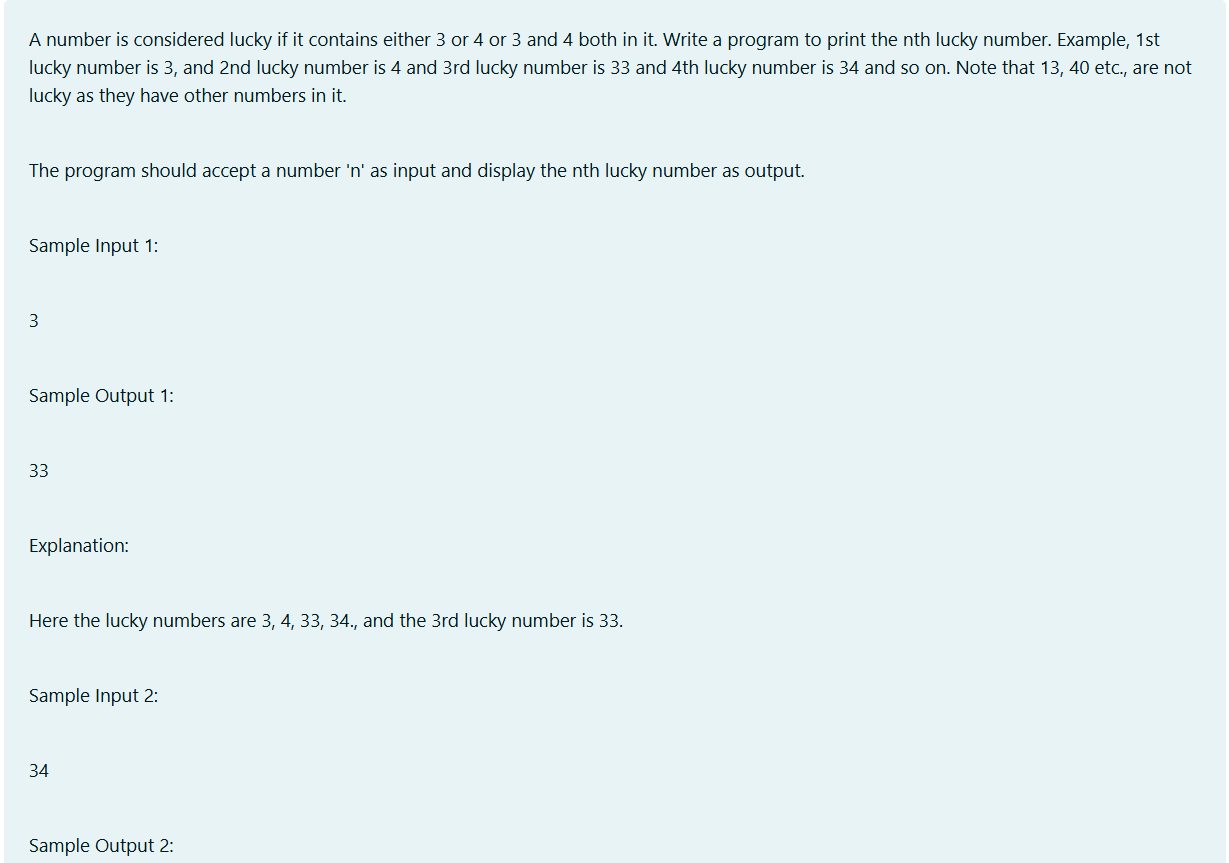 A number is considered lucky if it contains either 3 or 4 or 3 and 4 both in it. Write a program to print the nth lucky number. Example, 1st
lucky number is 3, and 2nd lucky number is 4 and 3rd lucky number is 33 and 4th lucky number is 34 and so on. Note that 13, 40 etc., are not
lucky as they have other numbers in it.
The program should accept a number 'n' as input and display the nth lucky number as output.
Sample Input 1:
3
Sample Output 1:
33
Explanation:
Here the lucky numbers are 3, 4, 33, 34., and the 3rd lucky number is 33.
Sample Input 2:
34
Sample Output 2: